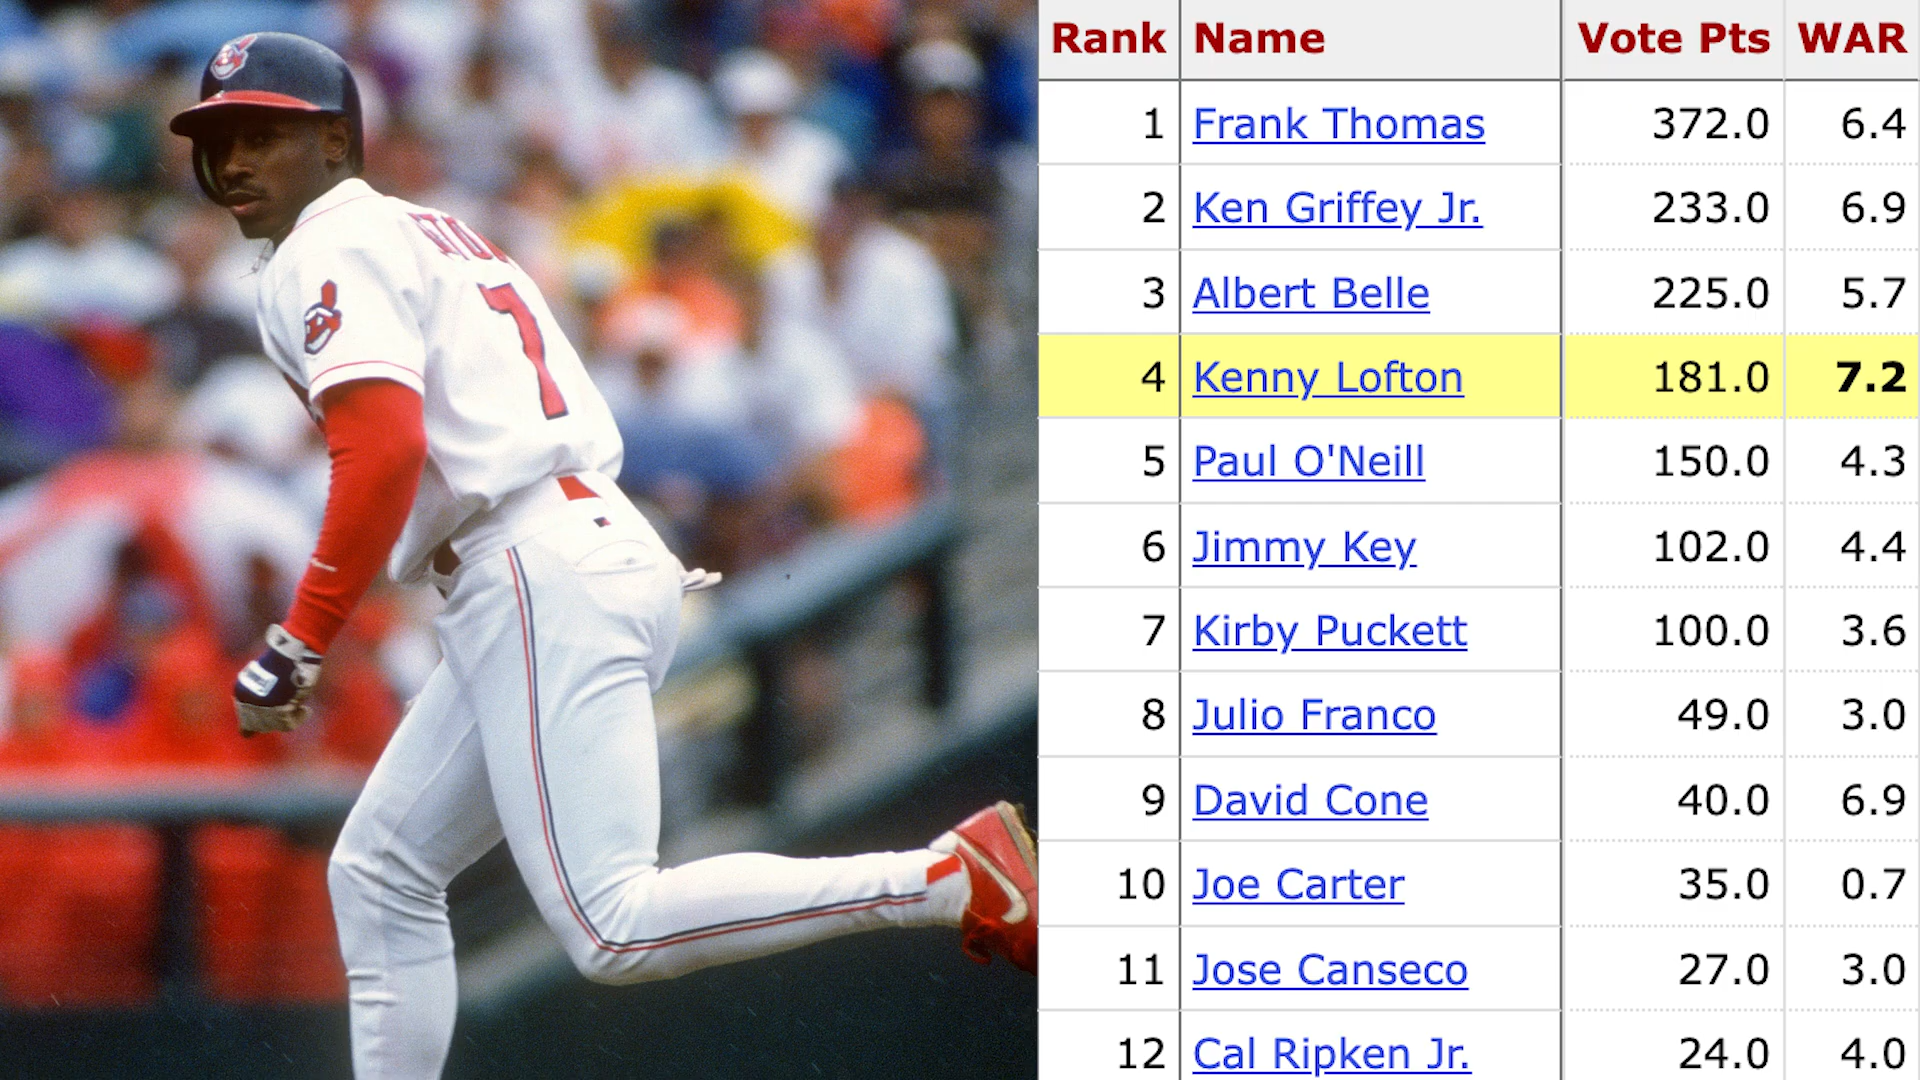 7
Rank Name Vote Pts WAR
1 Frank Thomas 372.0 6.4
2 Ken Griffey Jr. 233.0 6.9
3 Albert Belle 225.0 5.7
4 Kenny Lofton 181.0 7.2
5 Paul O'Neill 150.0 4.3
6 Jimmy Key 102.0 4.4
7 Kirby Puckett 100.0 3.6
8 Julio Franco 49.0 3.0
9 David Cone 40.0 6.9
10 Joe Carter 35.0 0.7
11 Jose Canseco 27.0 3.0
12 Cal Ripken Jr. 24.0 4.0